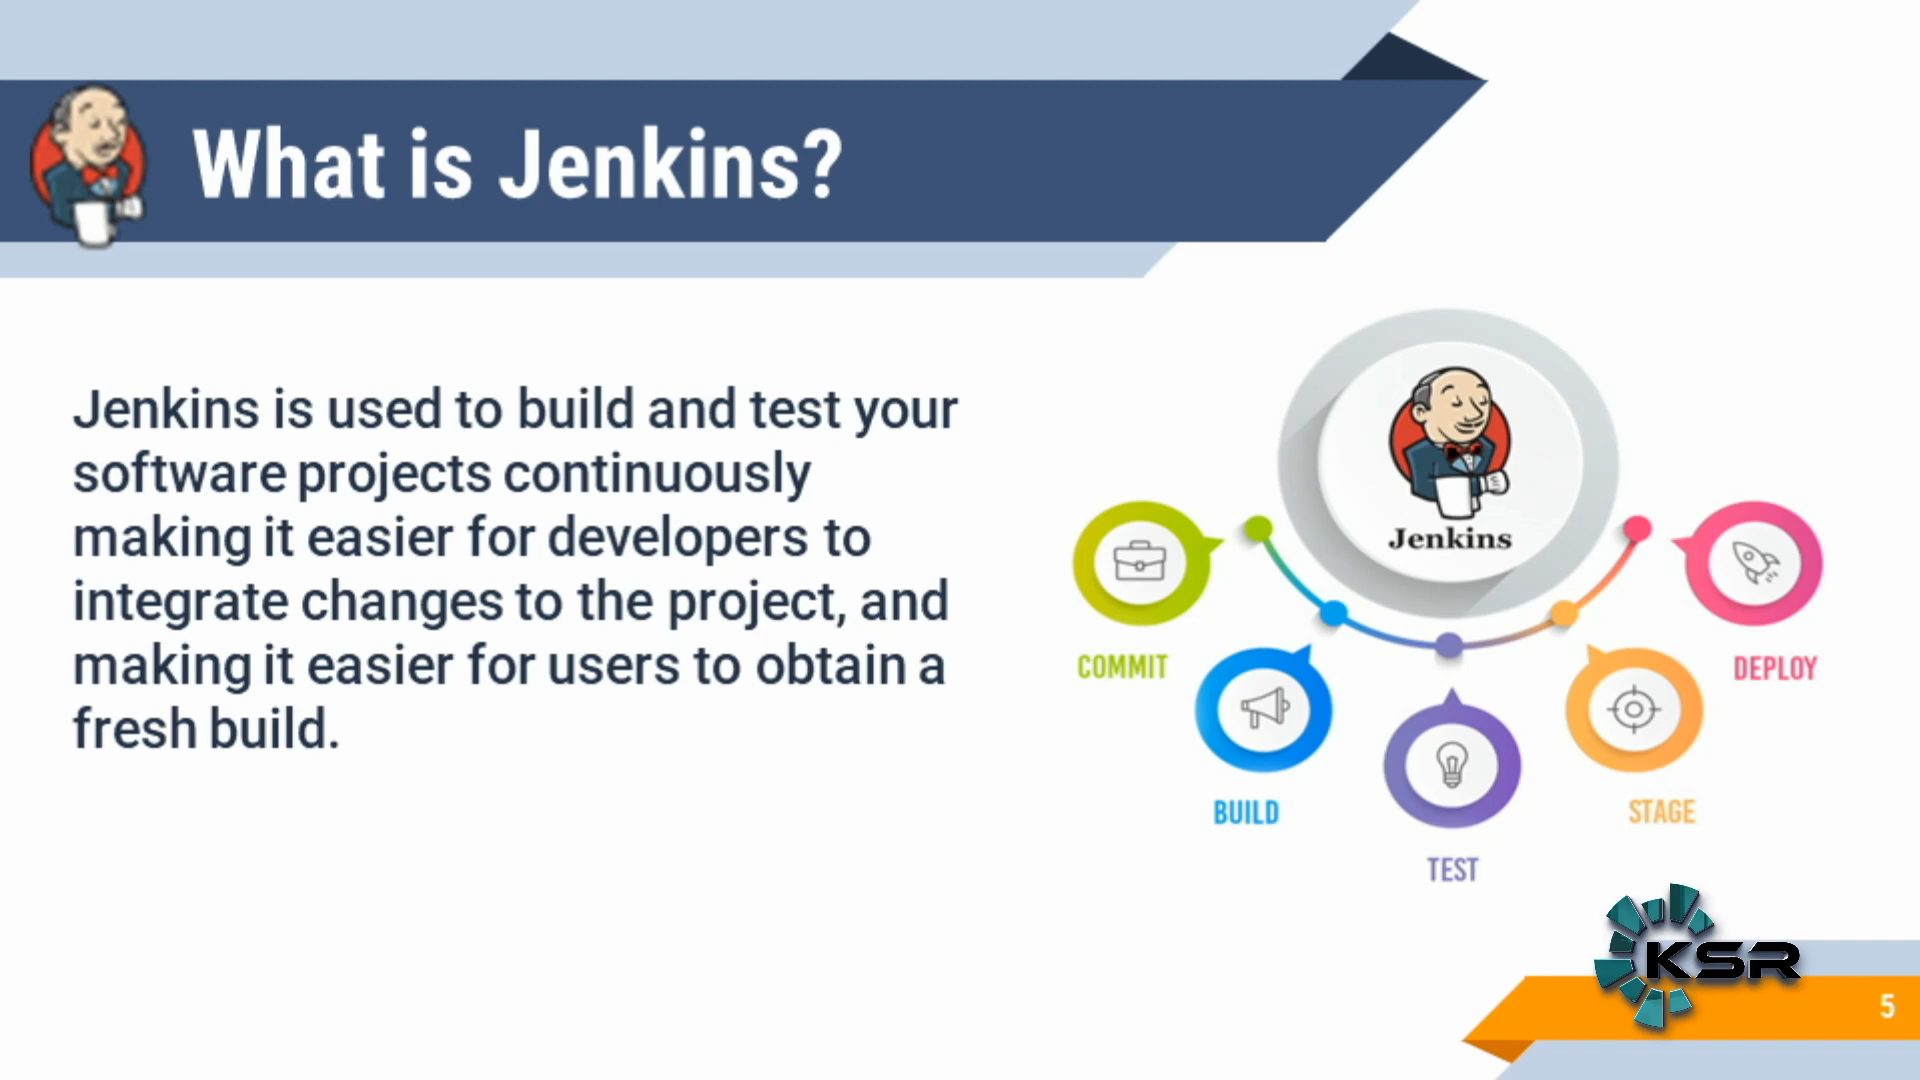 What is Jenkins?
Jenkins is used to build and test your
software projects continuously
making it easier for developers to
integrate changes to the project, and
making it easier for users to obtain a
fresh build.
Jenkins
COMMIT
BUILD
TEST
STAGE
DEPLOY
KSR
5